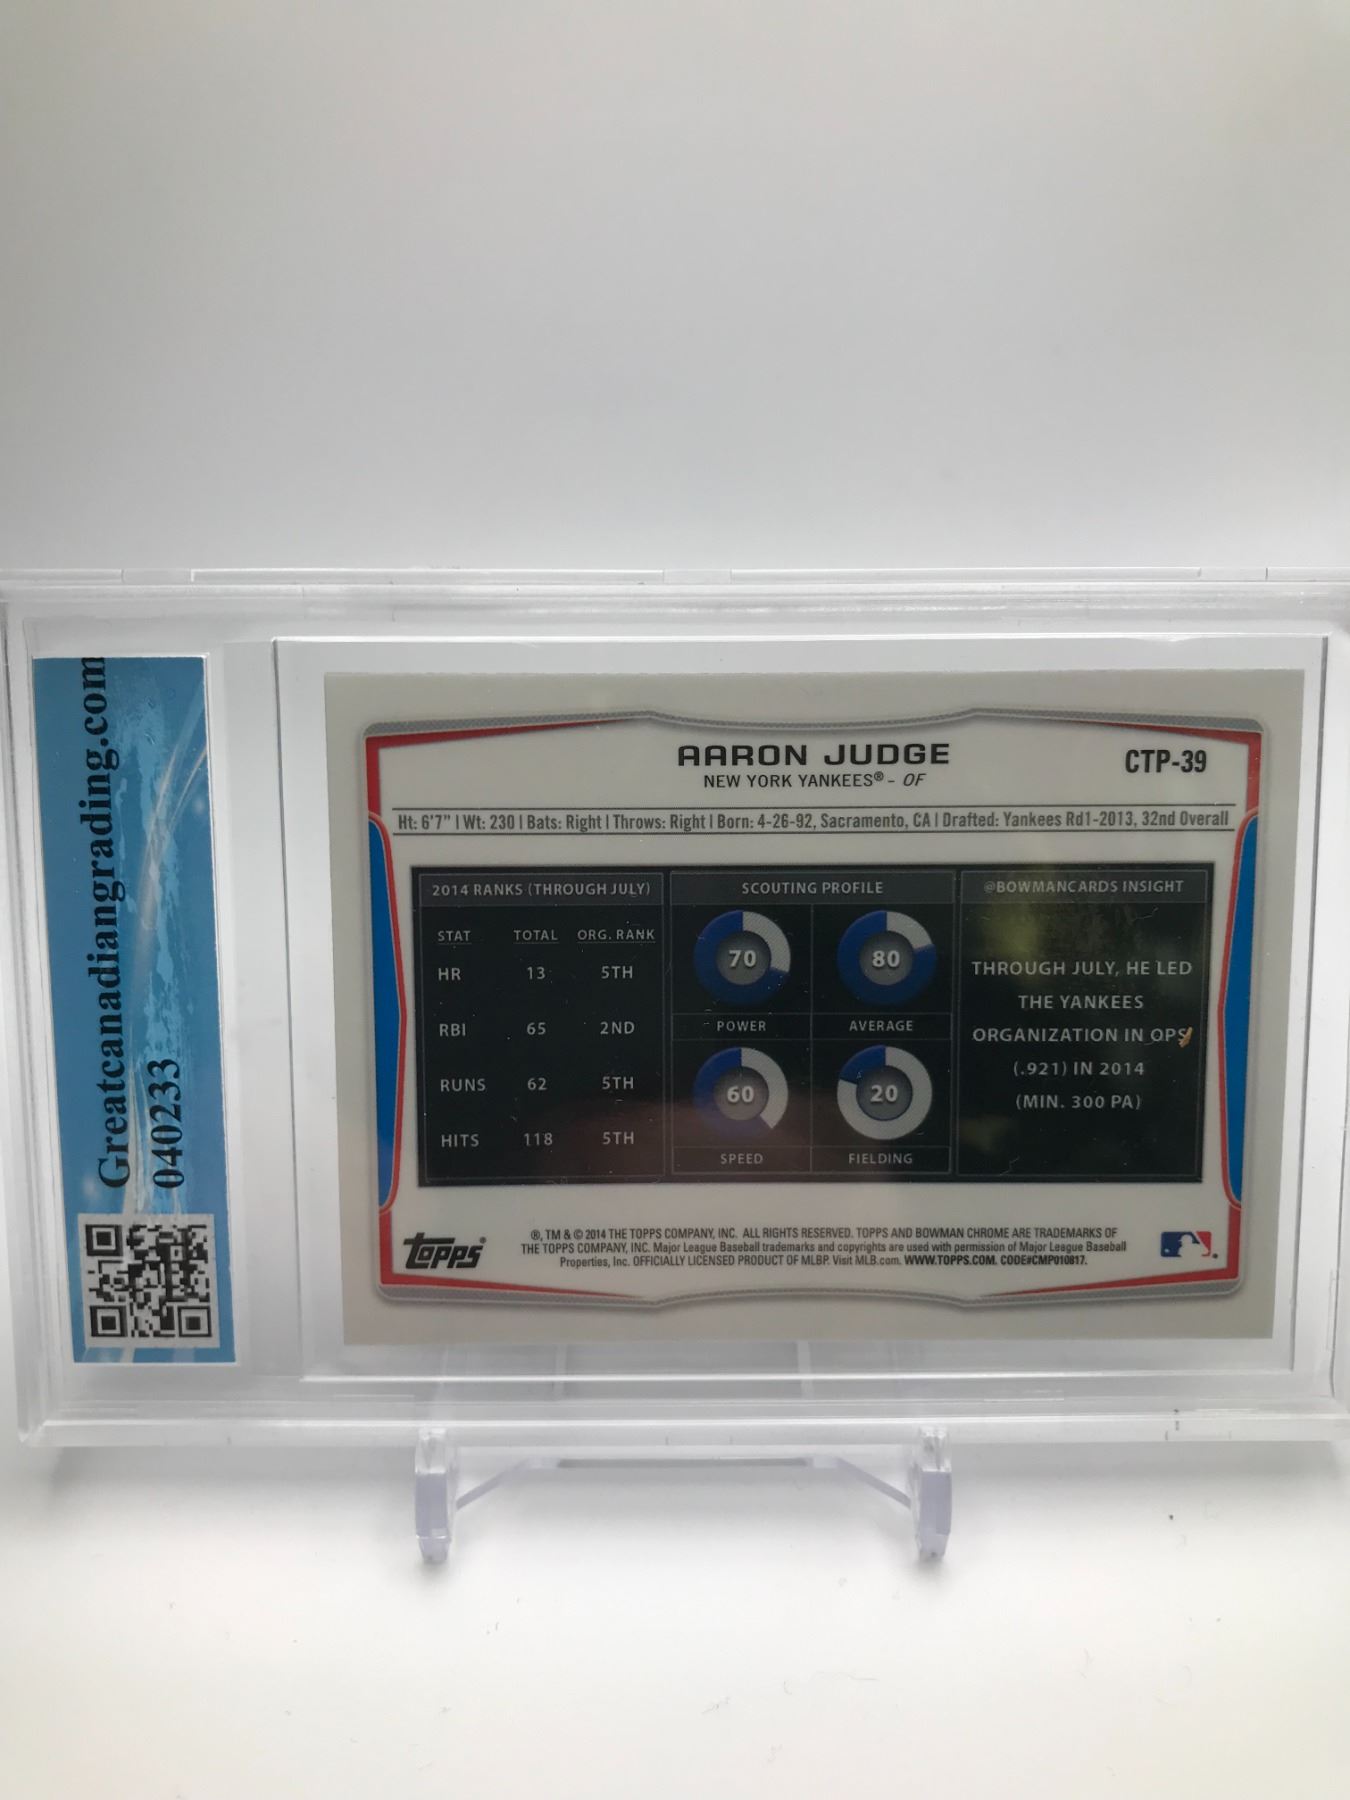 Greatcanadiangrading.com
040233
AARON JUDGE
CTP-39
NEW YORK YANKEES® - OF
Ht: 6'7" | Wt: 230 | Bats: Right | Throws: Right | Born: 4-26-92, Sacramento, CA | Drafted: Yankees Rd1-2013, 32nd Overall
2014 RANKS (THROUGH JULY)
STAT TOTAL ORG. RANK
HR 13 5TH
RBI 65 2ND
RUNS 62 5TH
HITS 118 5TH
SCOUTING PROFILE
70 80
POWER AVERAGE
60 20
SPEED FIELDING
@BOWMANCARDS INSIGHT
THROUGH JULY, HE LED
THE YANKEES
ORGANIZATION IN OPS
(.921) IN 2014
(MIN. 300 PA)
topps®
®, TM & © 2014 THE TOPPS COMPANY, INC. ALL RIGHTS RESERVED. TOPPS AND BOWMAN CHROME ARE TRADEMARKS OF
THE TOPPS COMPANY, INC. Major League Baseball trademarks and copyrights are used with permission of Major League Baseball
Properties, Inc. OFFICIALLY LICENSED PRODUCT OF MLBP. Visit MLB.com. WWW.TOPPS.COM. CODE#CMP010817.